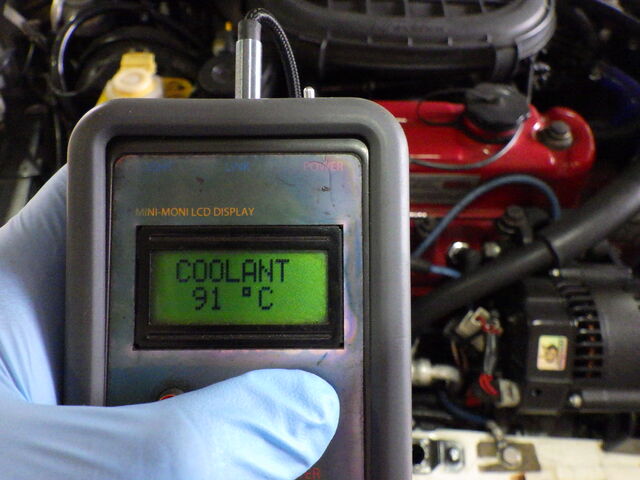 POWER
MINI-MONI LCD DISPLAY
COOLANT
91 °C